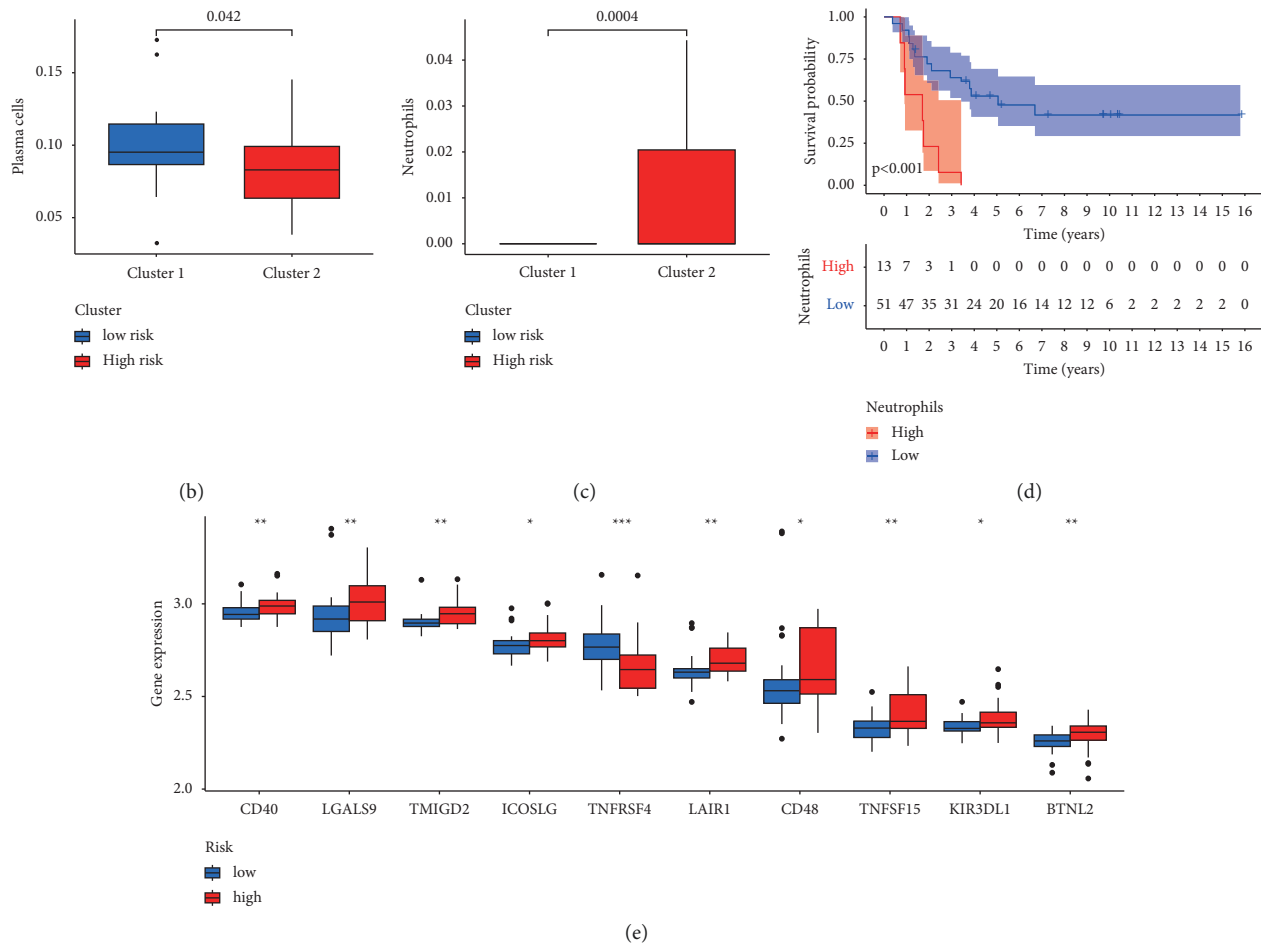 0.042
Plasma cells
0.15
0.10
0.05
Cluster 1
Cluster 2
Cluster
low risk
High risk
(b)
0.0004
Neutrophils
0.04
0.03
0.02
0.01
0.00
Cluster 1
Cluster 2
Cluster
low risk
High risk
(c)
Survival probability
1.00
0.75
0.50
0.25
0.00
p<0.001
0 1 2 3 4 5 6 7 8 9 10 11 12 13 14 15 16
Time (years)
Neutrophils
High 13 7 3 1 0 0 0 0 0 0 0 0 0 0 0 0 0
Low 51 47 35 31 24 20 16 14 12 12 6 2 2 2 2 2 0
0 1 2 3 4 5 6 7 8 9 10 11 12 13 14 15 16
Time (years)
Neutrophils
High
Low
(d)
** ** ** * *** ** * ** * **
Gene expression
3.0
2.5
2.0
CD40 LGALS9 TMIGD2 ICOSLG TNFRSF4 LAIR1 CD48 TNFSF15 KIR3DL1 BTNL2
Risk
low
high
(e)